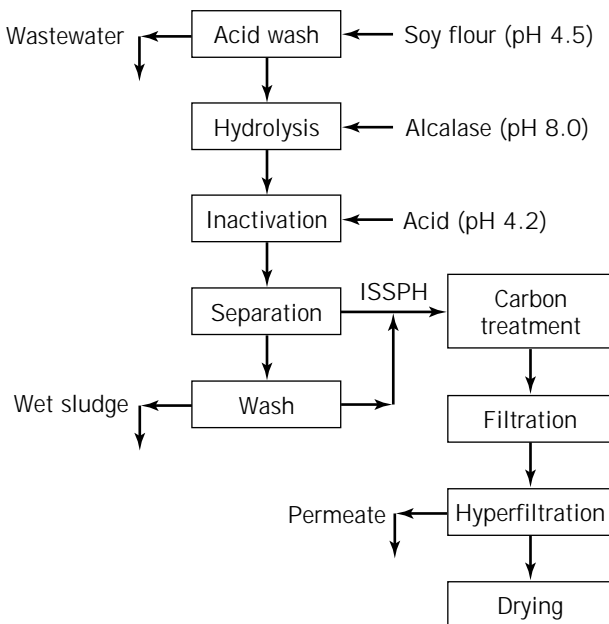 Wastewater
Acid wash
Soy flour (pH 4.5)
Hydrolysis
Alcalase (pH 8.0)
Inactivation
Acid (pH 4.2)
Separation
ISSPH
Carbon
treatment
Wet sludge
Wash
Filtration
Permeate
Hyperfiltration
Drying